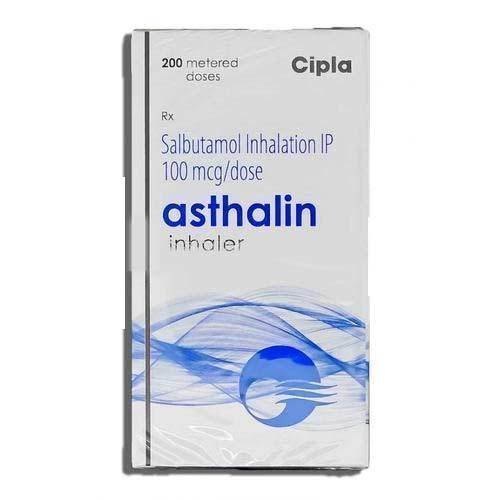 200 metered
doses
Cipla
Rx
Salbutamol Inhalation IP
100 mcg/dose
asthalin
inhaler